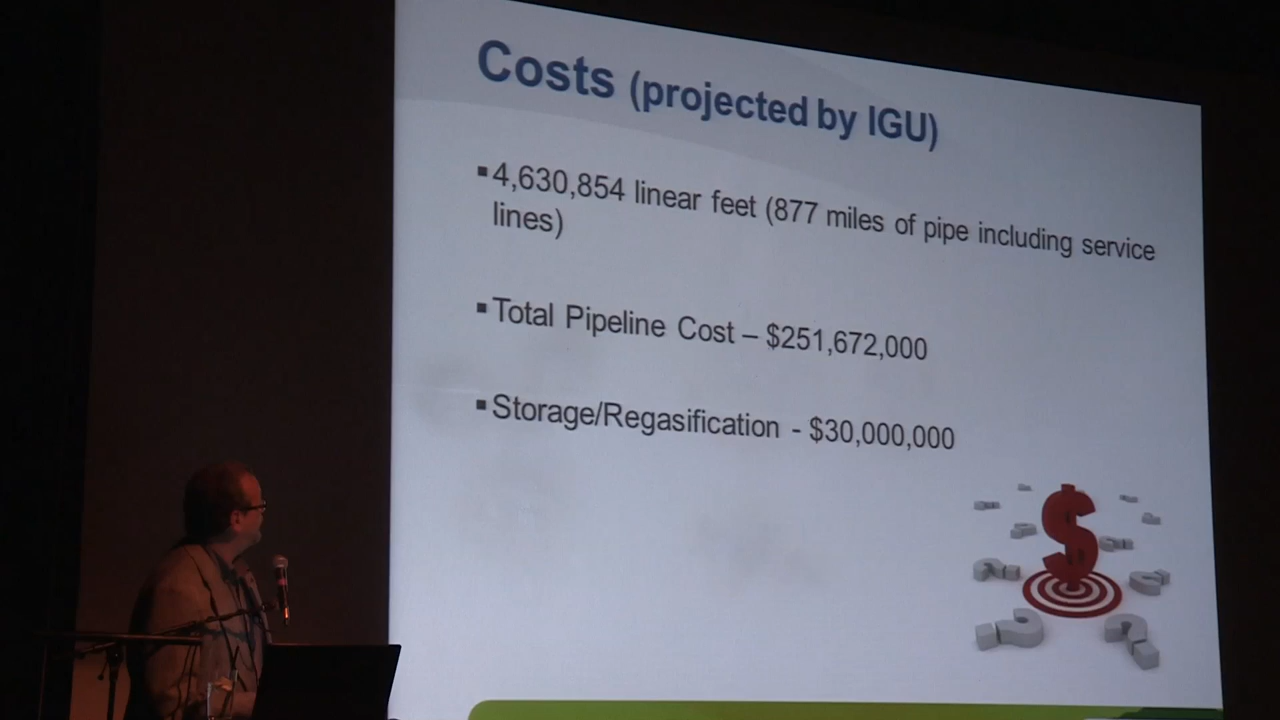 Costs (projected by IGU)
▪4,630,854 linear feet (877 miles of pipe including service
lines)
▪Total Pipeline Cost – $251,672,000
▪Storage/Regasification - $30,000,000